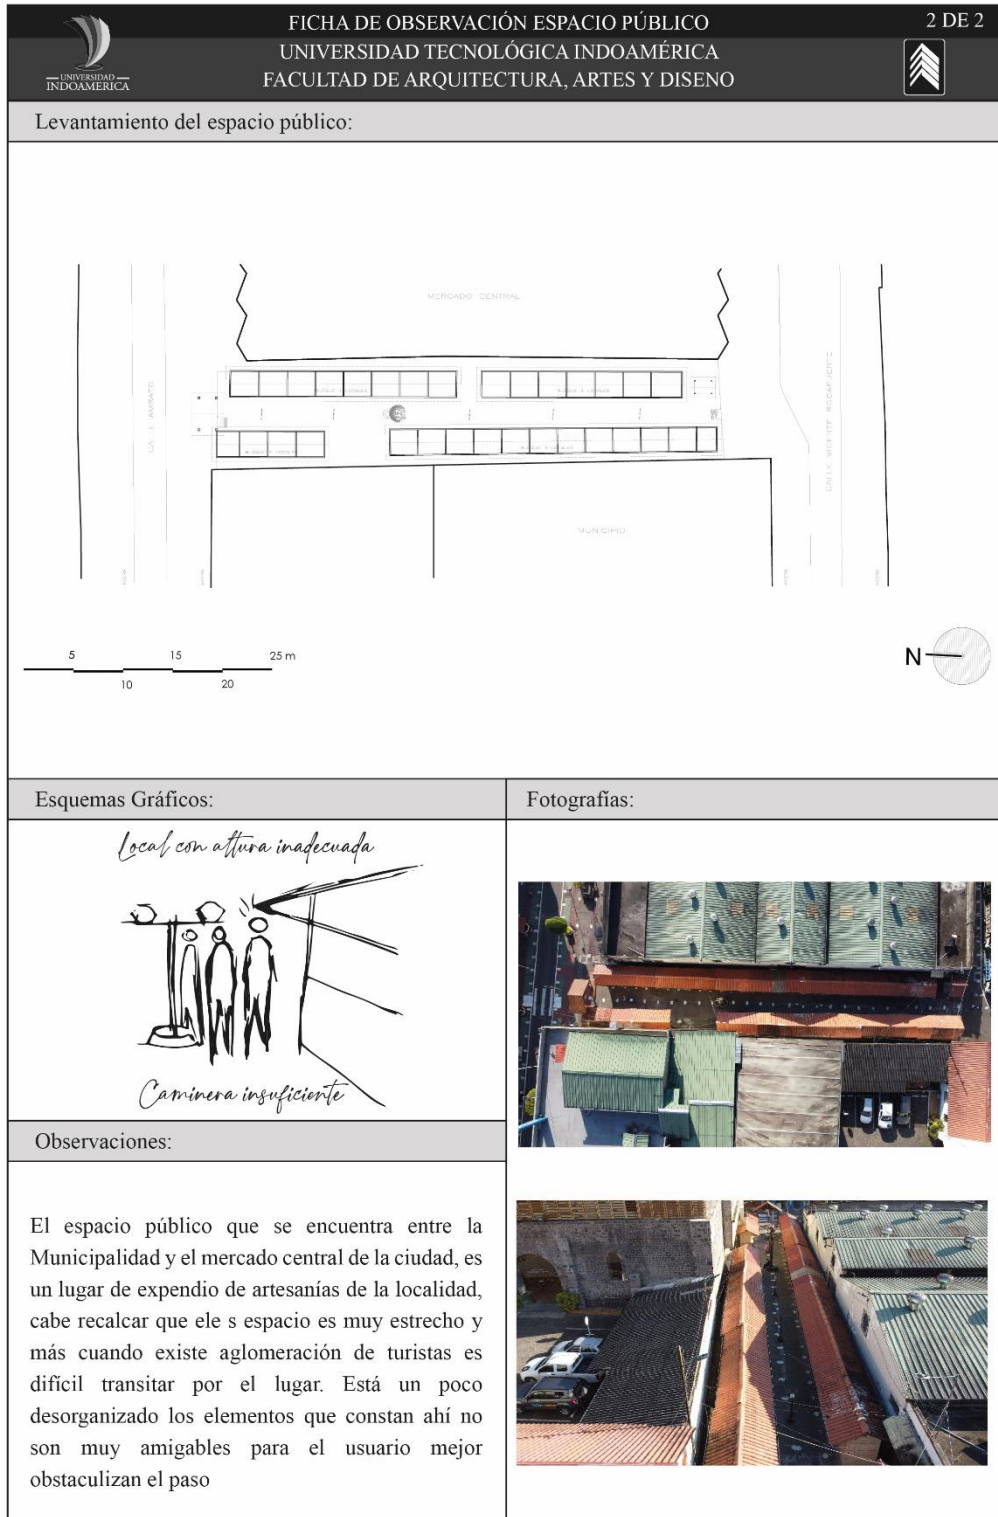 FICHA DE OBSERVACIÓN ESPACIO PÚBLICO
2 DE 2
UNIVERSIDAD TECNOLÓGICA INDOAMÉRICA
FACULTAD DE ARQUITECTURA, ARTES Y DISENO
UNIVERSIDAD
INDOAMERICA
Levantamiento del espacio público:
MERCADO CENTRAL
CALLE AMBATO
CALLE VICENTE ROCAFUERTE
MUNICIPIO
5 15 25 m
10 20
N
Esquemas Gráficos:
Local con altura inadecuada
Caminera insuficiente
Fotografías:
Observaciones:
El espacio público que se encuentra entre la
Municipalidad y el mercado central de la ciudad, es
un lugar de expendio de artesanías de la localidad,
cabe recalcar que ele s espacio es muy estrecho y
más cuando existe aglomeración de turistas es
difícil transitar por el lugar. Está un poco
desorganizado los elementos que constan ahí no
son muy amigables para el usuario mejor
obstaculizan el paso